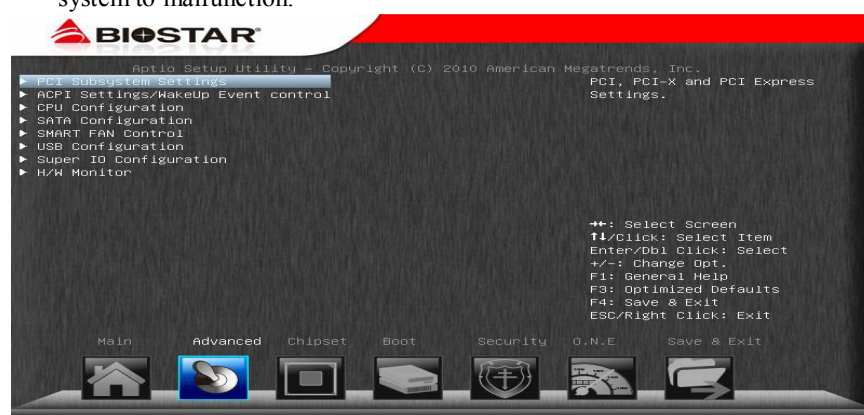 system to malfunction.
BIOSTAR
Aptio Setup Utility – Copyright (C) 2010 American Megatrends, Inc.
► PCI Subsystem Settings
► ACPI Settings/WakeUp Event control
► CPU Configuration
► SATA Configuration
► SMART FAN Control
► USB Configuration
► Super IO Configuration
► H/W Monitor
PCI, PCI-X and PCI Express
Settings.
→←: Select Screen
↑↓/Click: Select Item
Enter/Dbl Click: Select
+/-: Change Opt.
F1: General Help
F3: Optimized Defaults
F4: Save & Exit
ESC/Right Click: Exit
Main Advanced Chipset Boot Security O.N.E Save & Exit